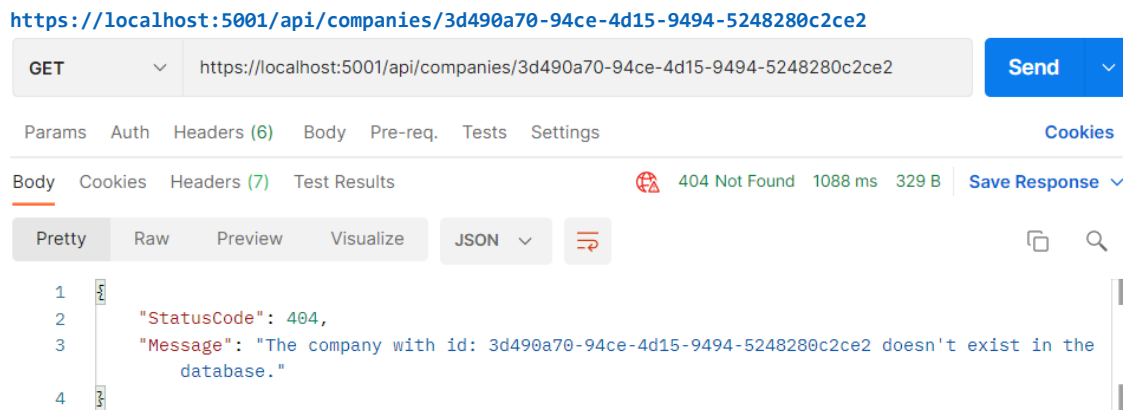 https://localhost:5001/api/companies/3d490a70-94ce-4d15-9494-5248280c2ce2
GET https://localhost:5001/api/companies/3d490a70-94ce-4d15-9494-5248280c2ce2 Send
Params Auth Headers (6) Body Pre-req. Tests Settings Cookies
Body Cookies Headers (7) Test Results 404 Not Found 1088 ms 329 B Save Response
Pretty Raw Preview Visualize JSON
1 {
2 "StatusCode": 404,
3 "Message": "The company with id: 3d490a70-94ce-4d15-9494-5248280c2ce2 doesn't exist in the
database."
4 }